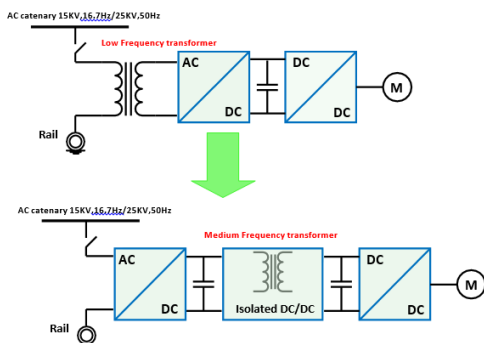 AC catenary 15KV,16.7Hz/25KV,50Hz
Low Frequency transformer
AC
DC
DC
DC
M
Rail
AC catenary 15KV,16.7Hz/25KV,50Hz
Medium Frequency transformer
AC
DC
Isolated DC/DC
DC
DC
M
Rail